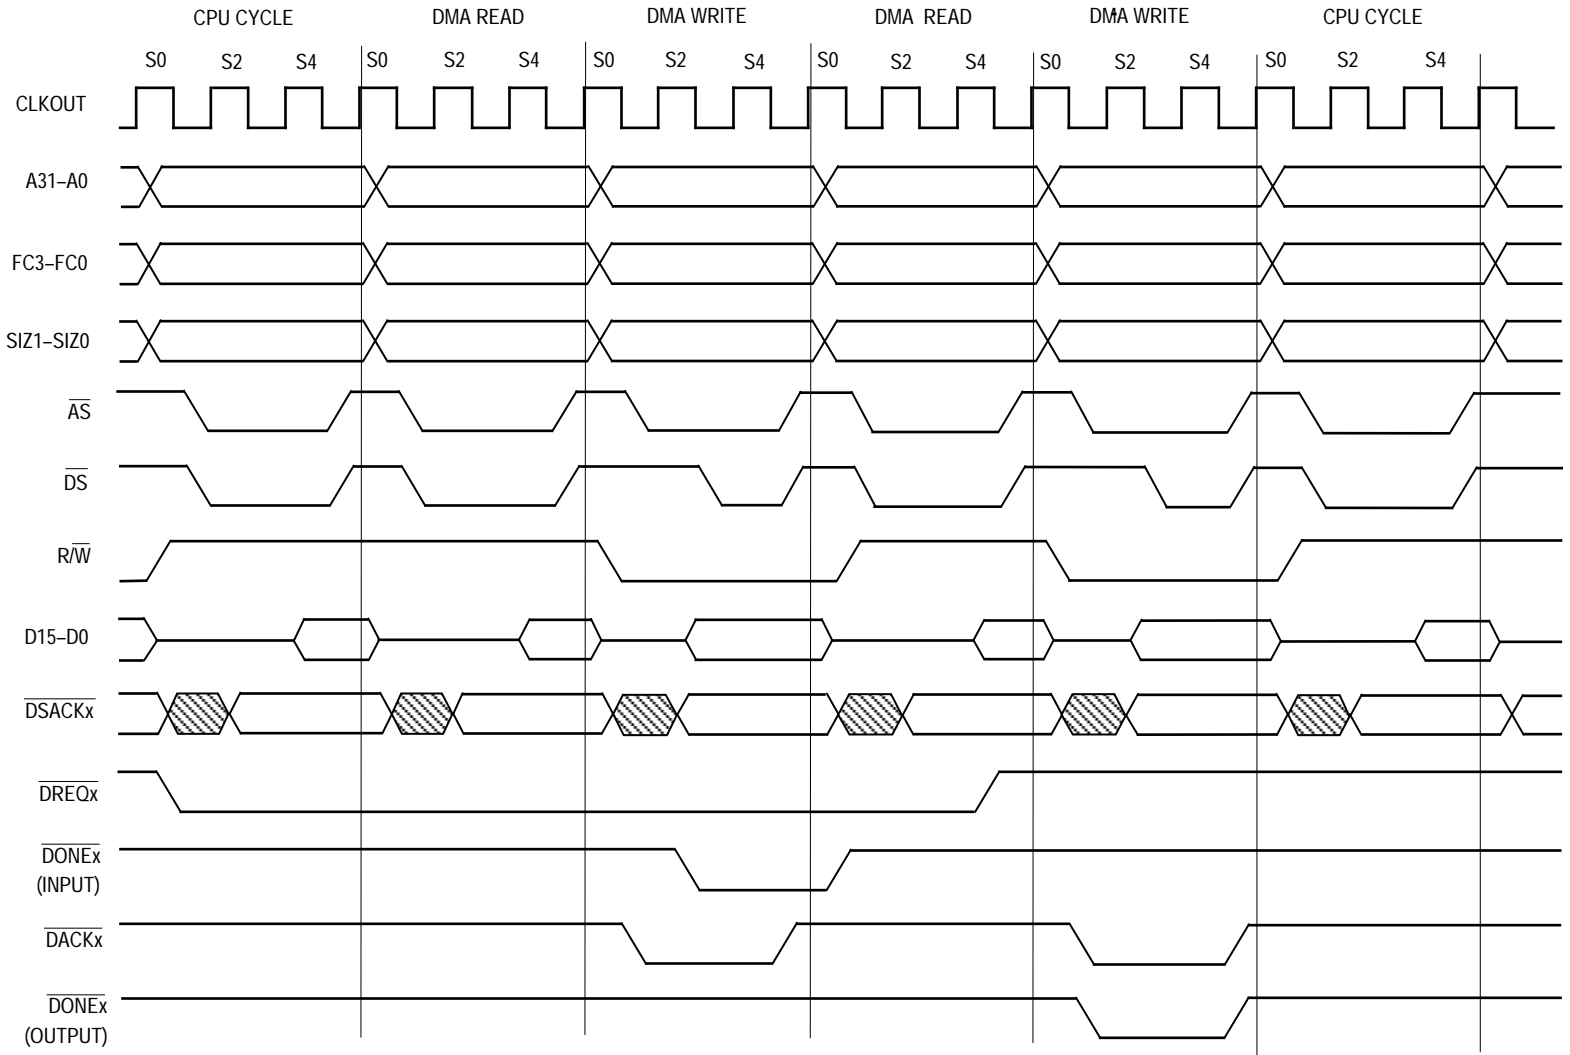 CPU CYCLE DMA READ DMA WRITE DMA READ DMA WRITE CPU CYCLE
S0 S2 S4 S0 S2 S4 S0 S2 S4 S0 S2 S4 S0 S2 S4 S0 S2 S4
CLKOUT
A31–A0
FC3–FC0
SIZ1–SIZ0
AS
DS
R/W
D15–D0
DSACKx
DREQx
DONEx
(INPUT)
DACKx
DONEx
(OUTPUT)